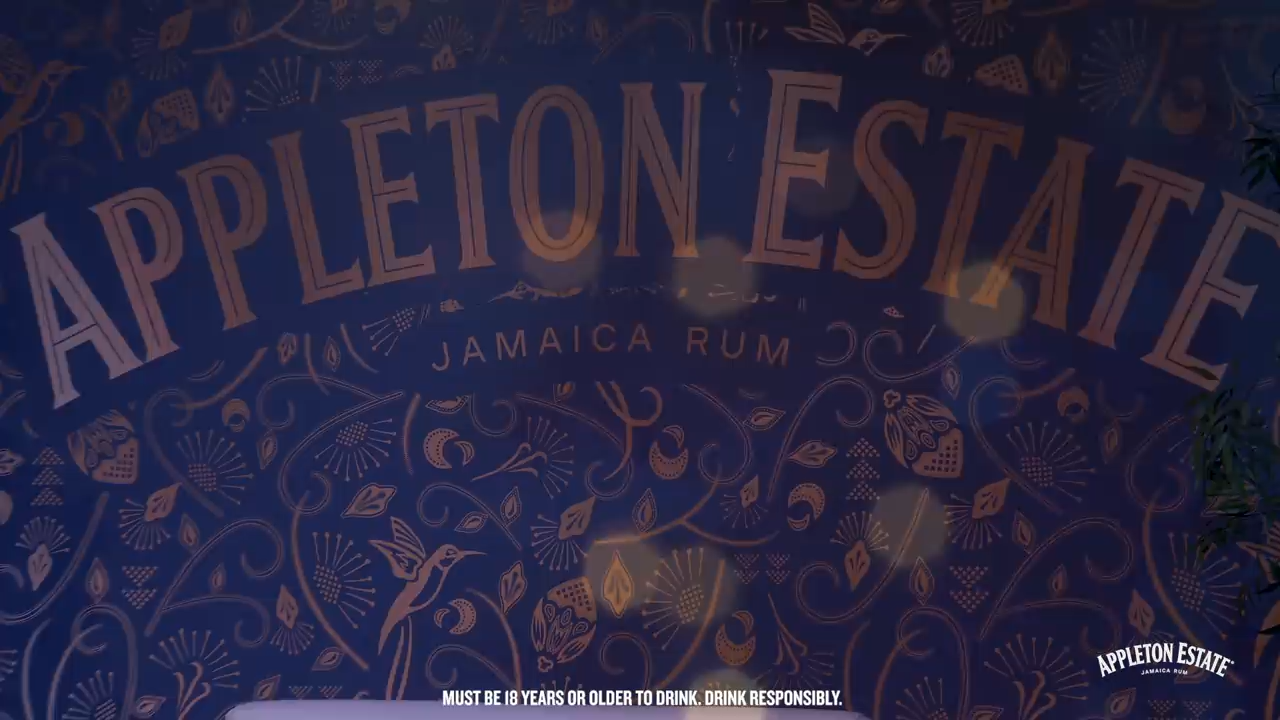 APPLETON ESTATE
JAMAICA RUM
APPLETON ESTATE
JAMAICA RUM
MUST BE 18 YEARS OR OLDER TO DRINK. DRINK RESPONSIBLY.